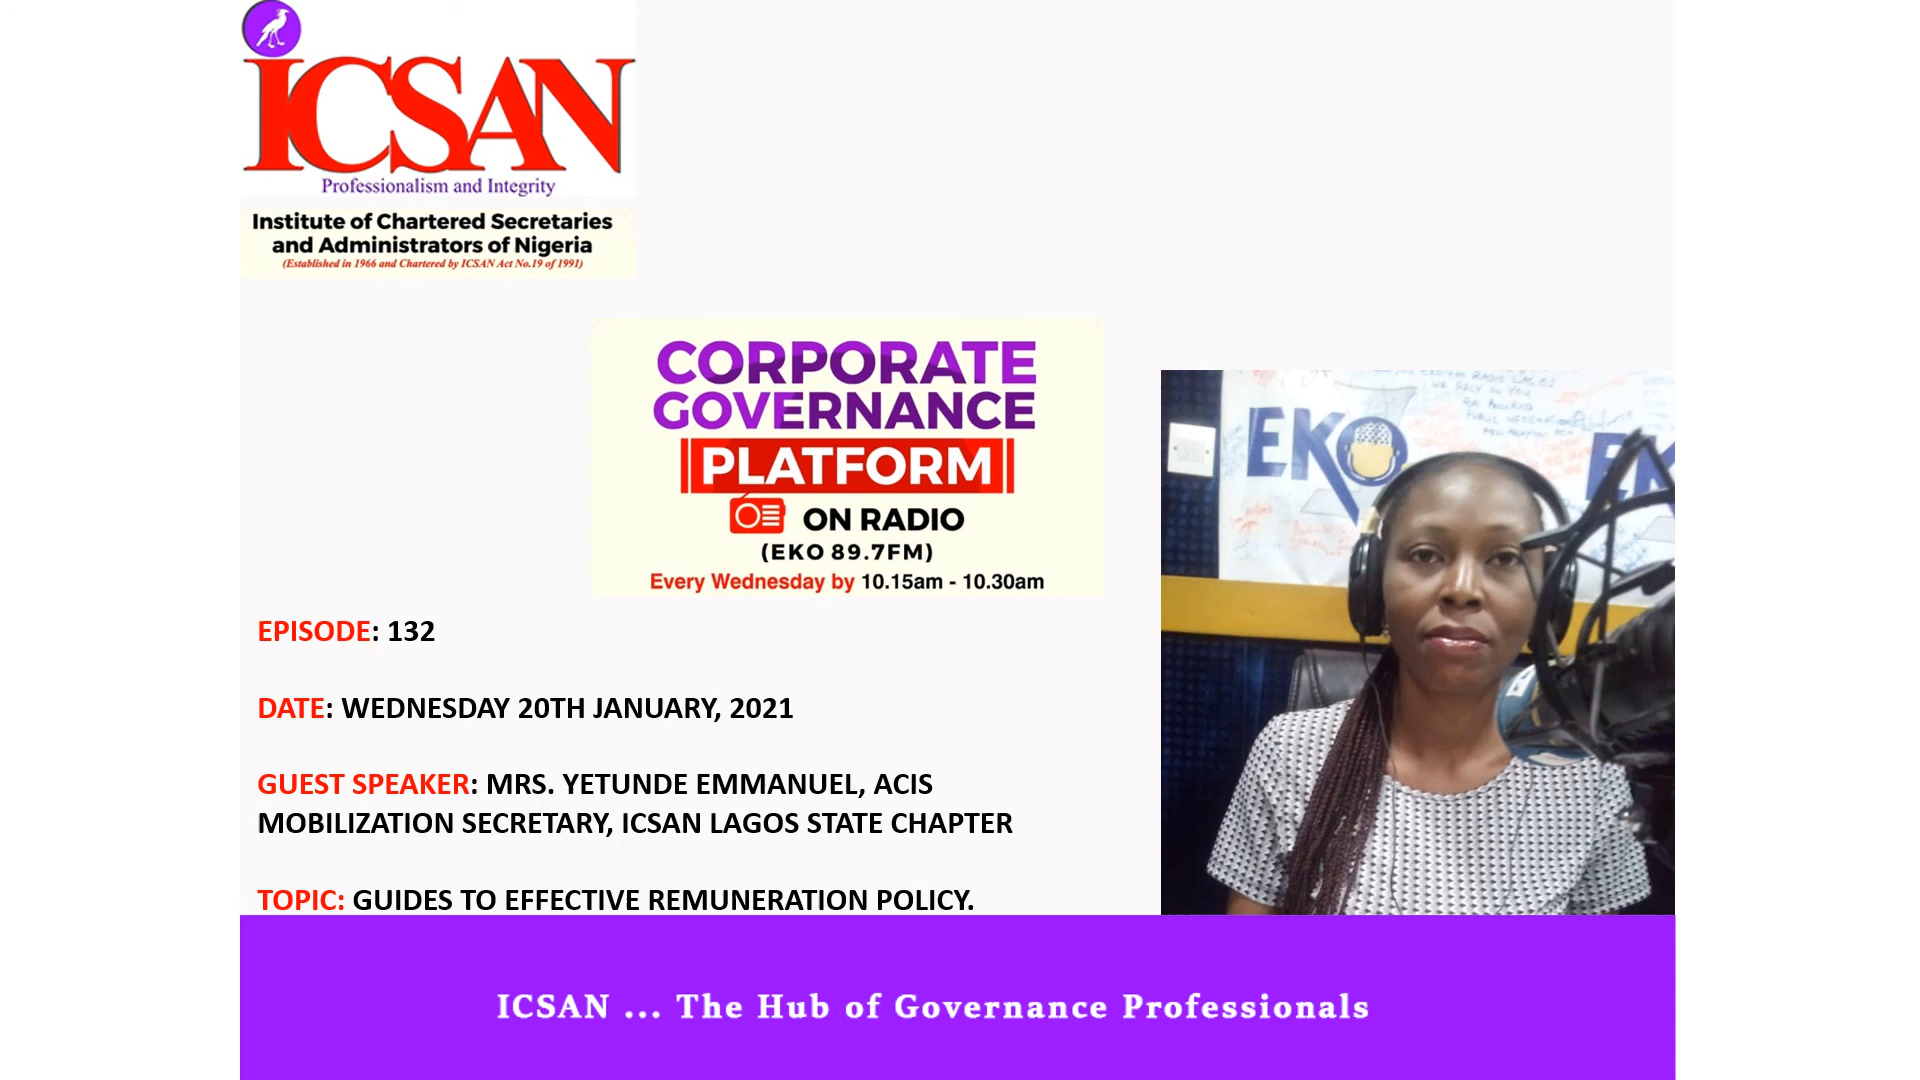 ICSAN
Professionalism and Integrity
Institute of Chartered Secretaries
and Administrators of Nigeria
(Established in 1966 and Chartered by ICSAN Act No.19 of 1991)
CORPORATE
GOVERNANCE
PLATFORM
ON RADIO
(EKO 89.7FM)
Every Wednesday by 10.15am - 10.30am
EPISODE: 132
DATE: WEDNESDAY 20TH JANUARY, 2021
GUEST SPEAKER: MRS. YETUNDE EMMANUEL, ACIS
MOBILIZATION SECRETARY, ICSAN LAGOS STATE CHAPTER
TOPIC: GUIDES TO EFFECTIVE REMUNERATION POLICY.
EKO
EK
ICSAN ... The Hub of Governance Professionals